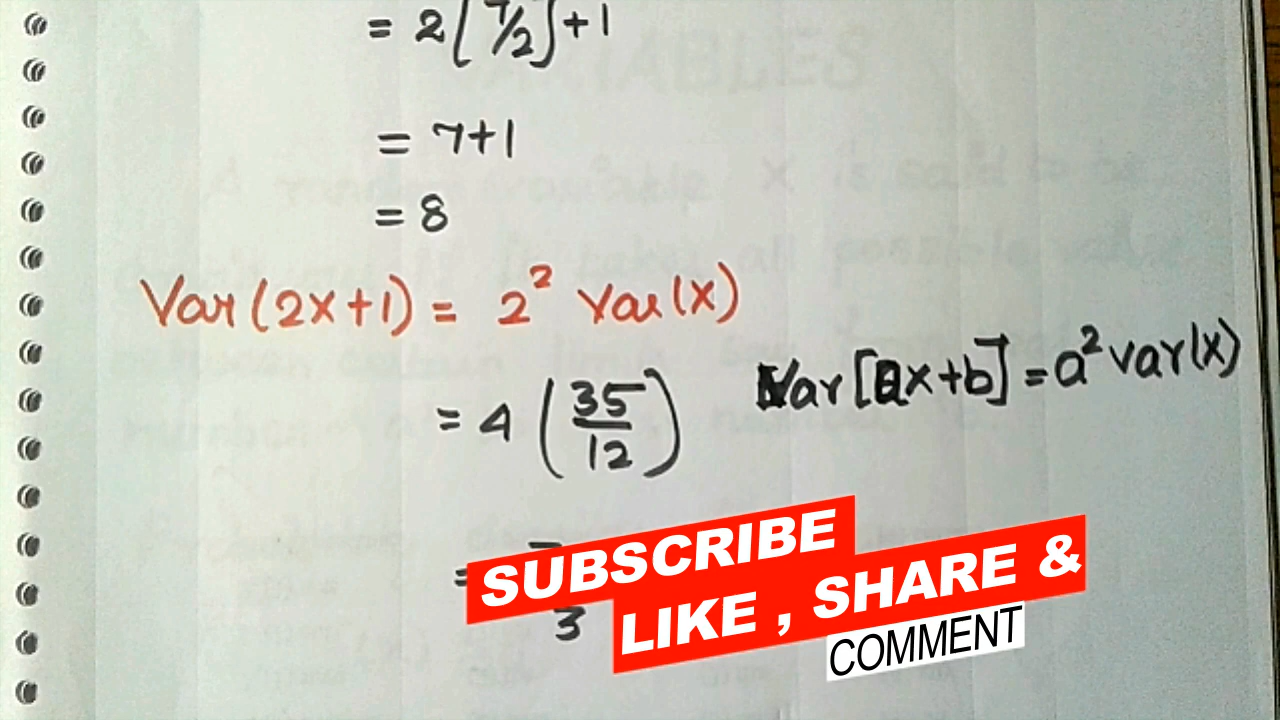 = 2[7/2]+1
= 7+1
= 8
Var(2x+1) = 2² Var(x)
Var[ax+b] = a² var(x)
= 4 (35/12)
=
3
SUBSCRIBE
LIKE , SHARE &
COMMENT